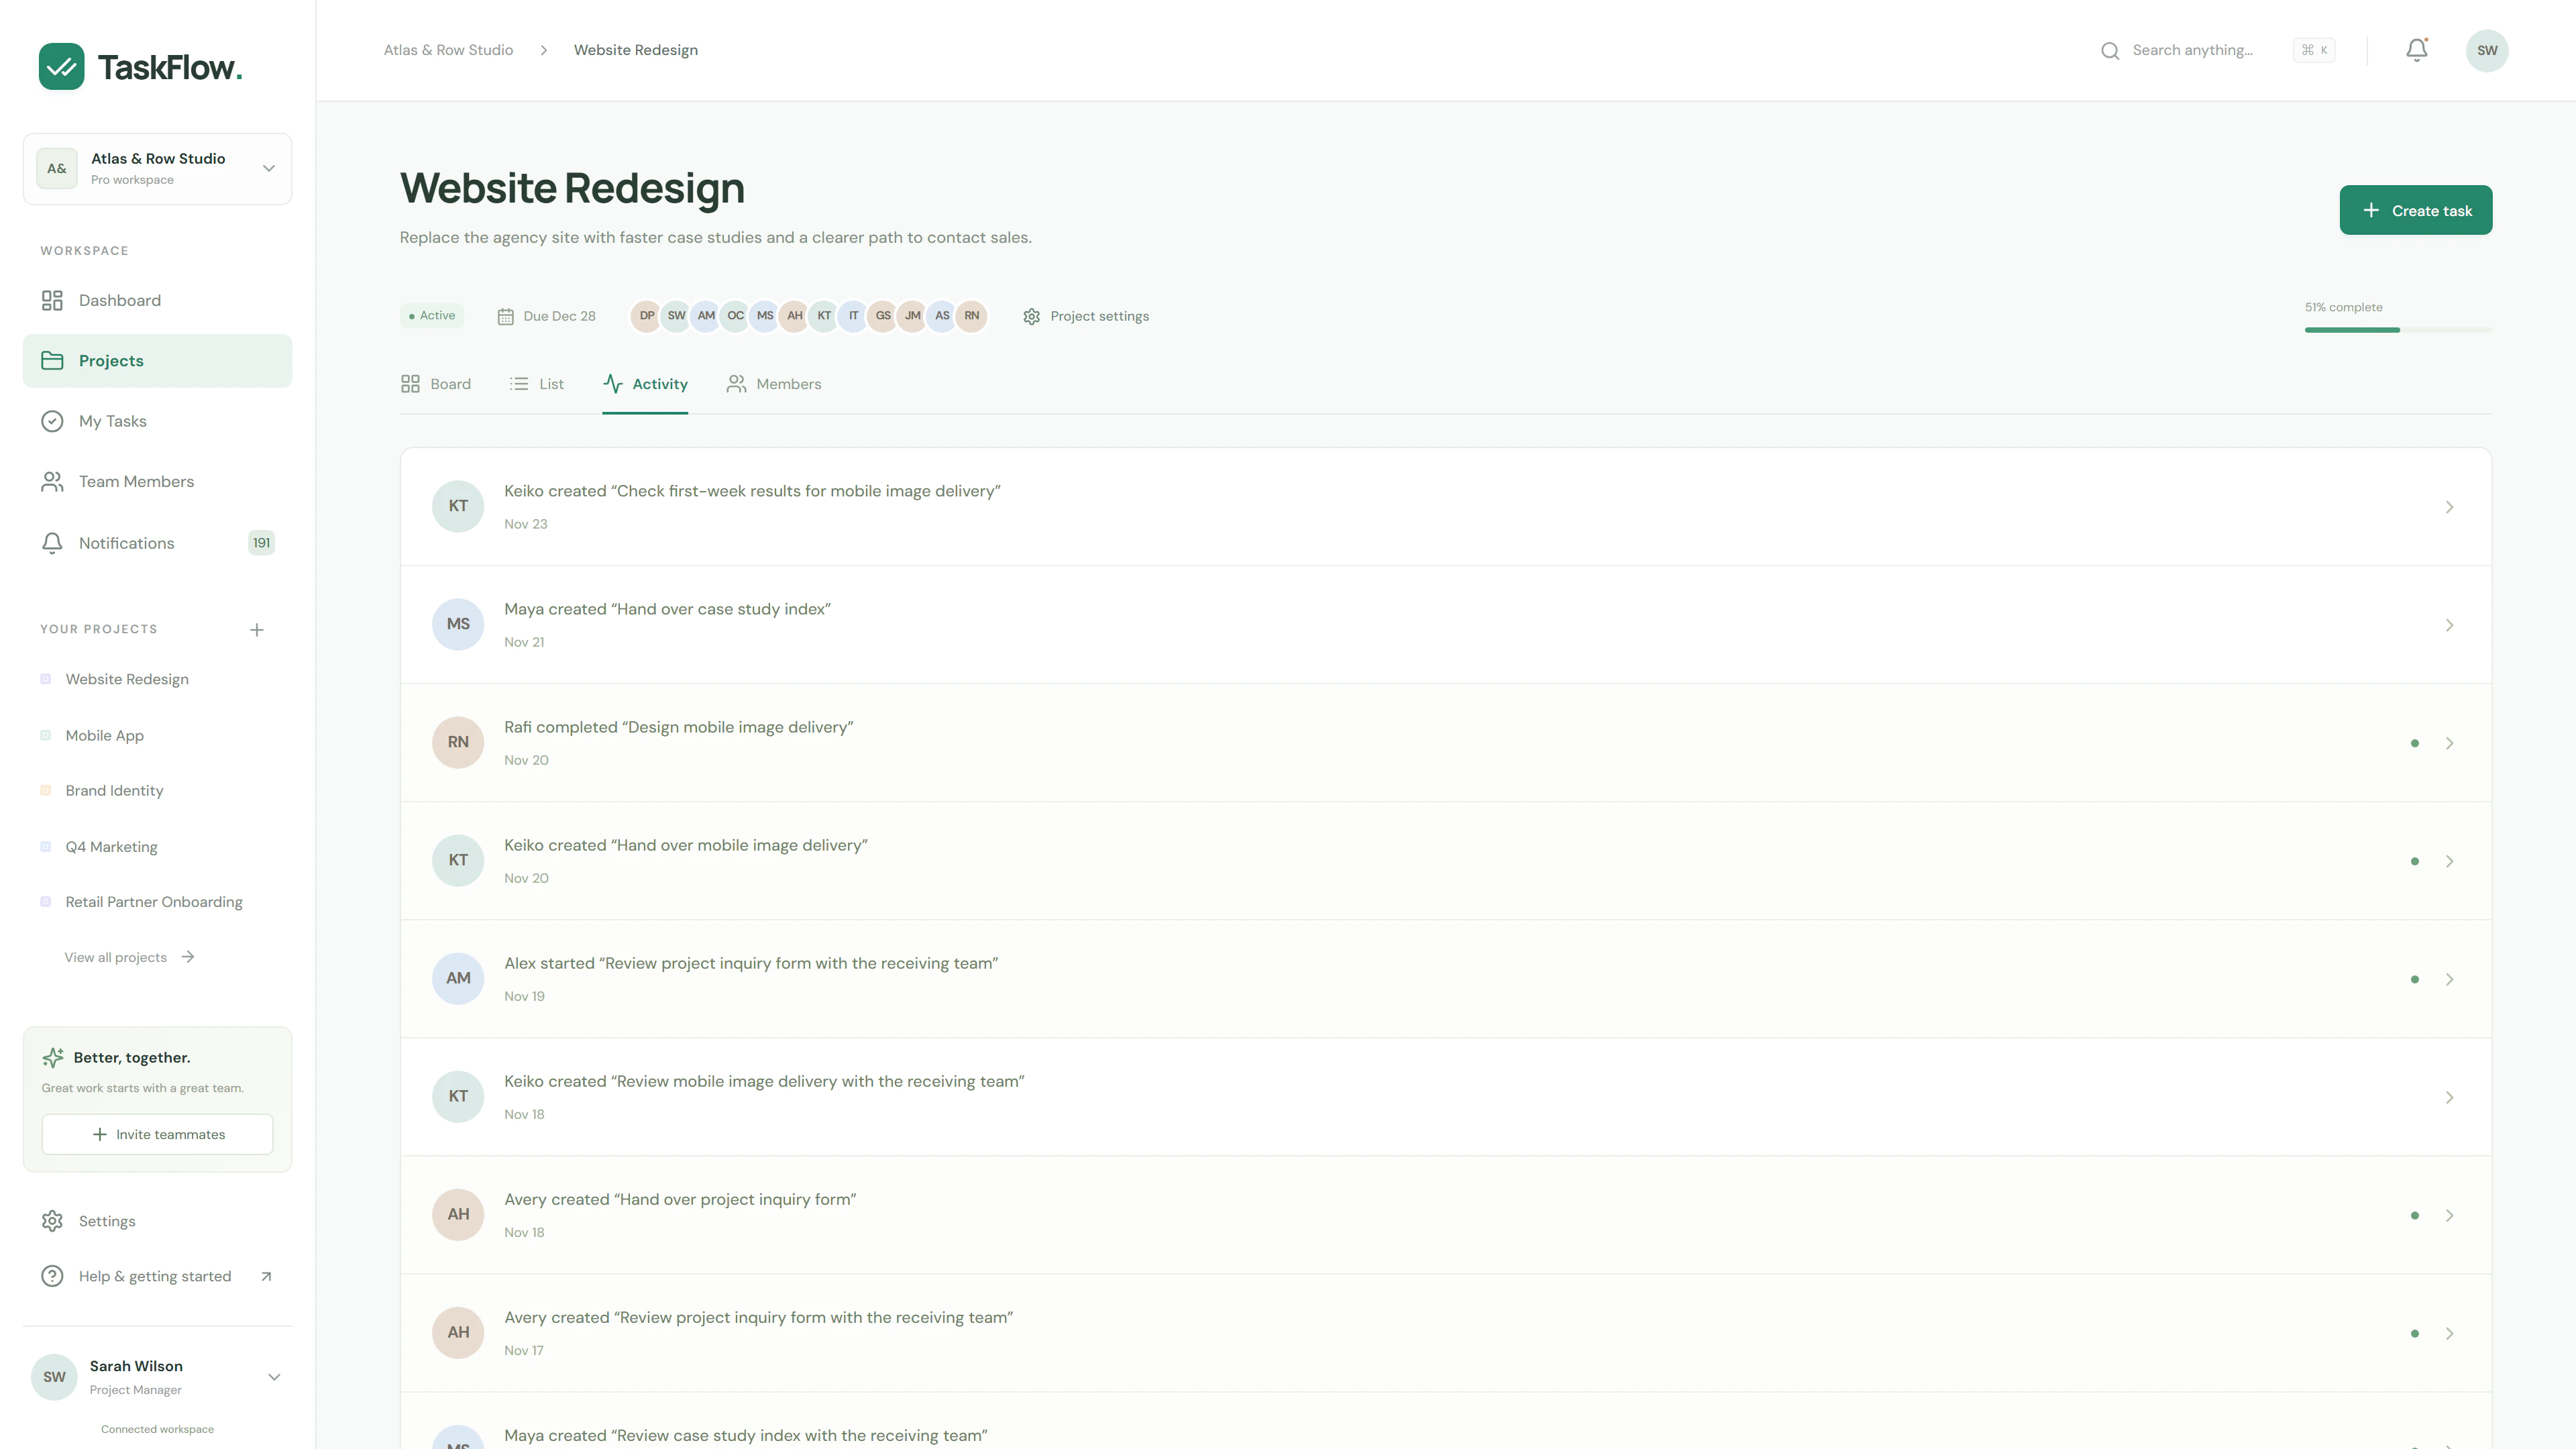 TaskFlow.
A&
Atlas & Row Studio
Pro workspace
WORKSPACE
Dashboard
Projects
My Tasks
Team Members
Notifications
191
YOUR PROJECTS
Website Redesign
Mobile App
Brand Identity
Q4 Marketing
Retail Partner Onboarding
View all projects
Better, together.
Great work starts with a great team.
Invite teammates
Settings
Help & getting started
SW
Sarah Wilson
Project Manager
Connected workspace
Atlas & Row Studio
Website Redesign
Search anything...
⌘ K
SW
Website Redesign
Replace the agency site with faster case studies and a clearer path to contact sales.
Create task
Active
Due Dec 28
DP SW AM OC MS AH KT IT GS JM AS RN
Project settings
51% complete
Board
List
Activity
Members
KT
Keiko created “Check first-week results for mobile image delivery”
Nov 23
MS
Maya created “Hand over case study index”
Nov 21
RN
Rafi completed “Design mobile image delivery”
Nov 20
KT
Keiko created “Hand over mobile image delivery”
Nov 20
AM
Alex started “Review project inquiry form with the receiving team”
Nov 19
KT
Keiko created “Review mobile image delivery with the receiving team”
Nov 18
AH
Avery created “Hand over project inquiry form”
Nov 18
AH
Avery created “Review project inquiry form with the receiving team”
Nov 17
MS
Maya created “Review case study index with the receiving team”